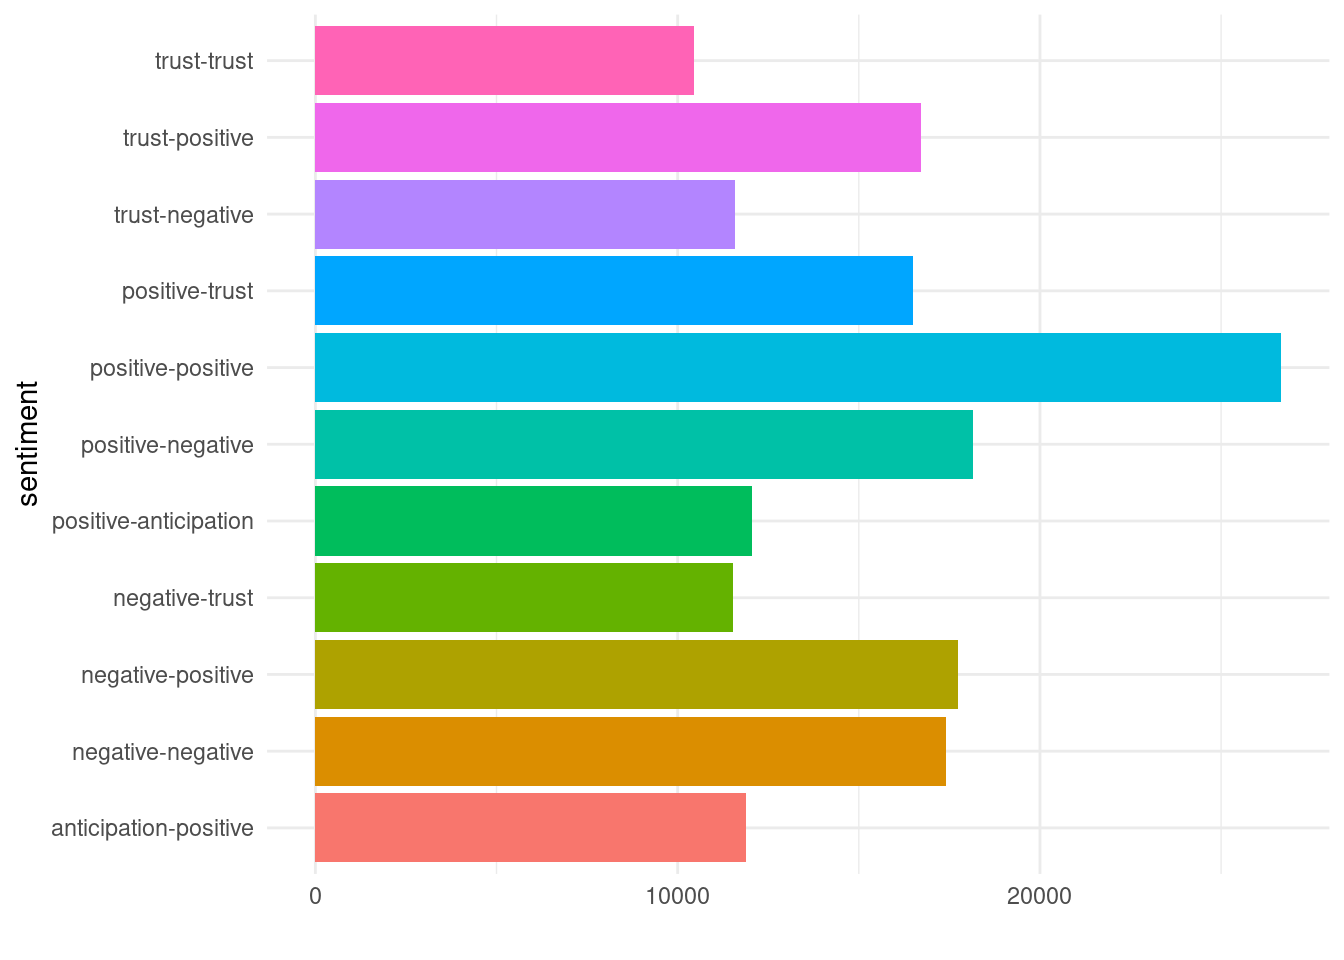 trust-trust
trust-positive
trust-negative
positive-trust
positive-positive
positive-negative
positive-anticipation
negative-trust
negative-positive
negative-negative
anticipation-positive
sentiment
0 10000 20000